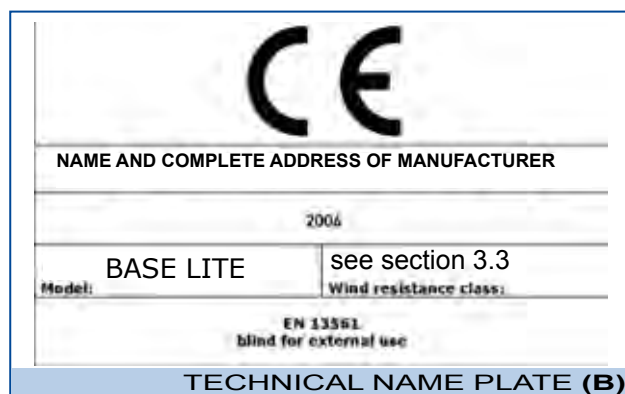 CE
NAME AND COMPLETE ADDRESS OF MANUFACTURER
2006
BASE LITE
Model:
see section 3.3
Wind resistance class:
EN 13561
blind for external use
TECHNICAL NAME PLATE (B)